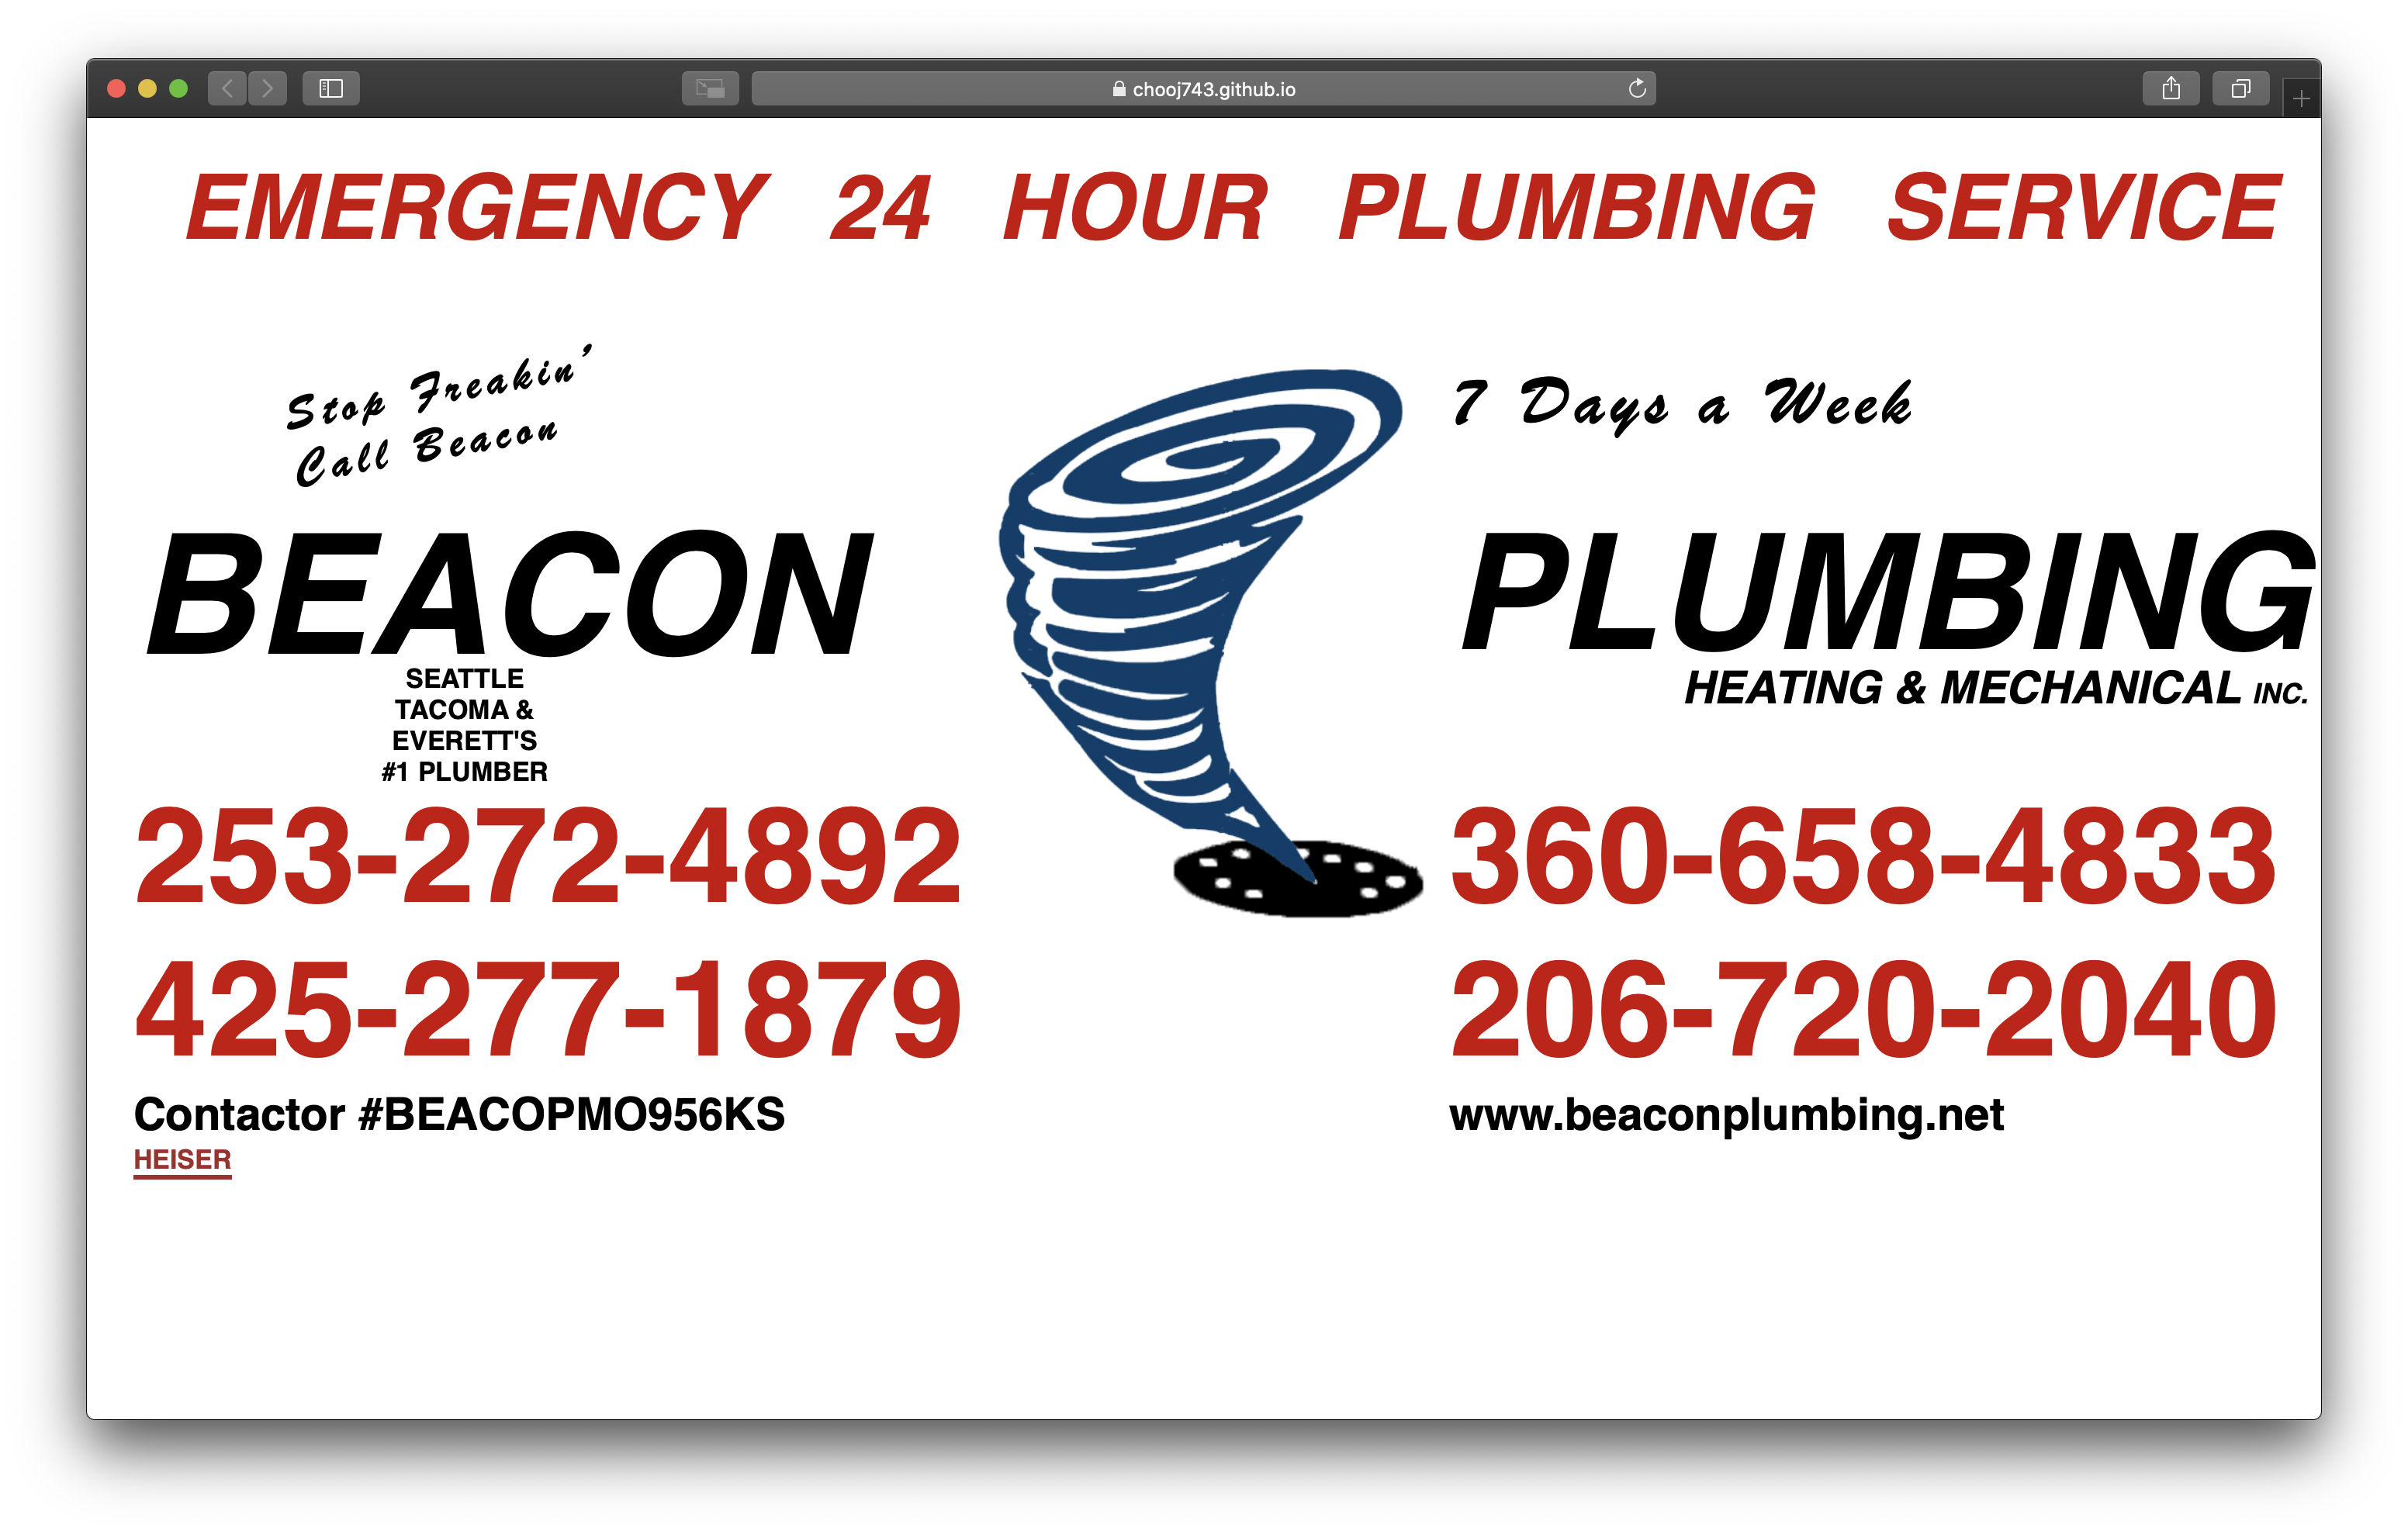 chooj743.github.io
EMERGENCY 24 HOUR PLUMBING SERVICE
Stop Freakin’
Call Beacon
7 Days a Week
BEACON
PLUMBING
SEATTLE
TACOMA &
EVERETT'S
#1 PLUMBER
HEATING & MECHANICAL INC.
253-272-4892
360-658-4833
425-277-1879
206-720-2040
Contactor #BEACOPMO956KS
www.beaconplumbing.net
HEISER